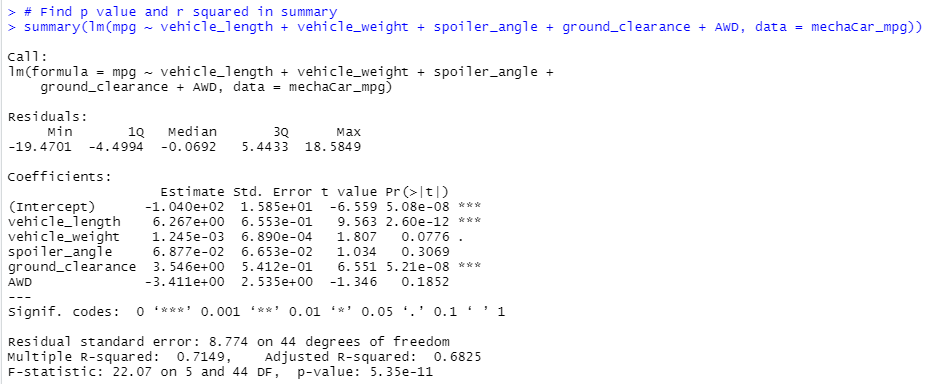 > # Find p value and r squared in summary
> summary(lm(mpg ~ vehicle_length + vehicle_weight + spoiler_angle + ground_clearance + AWD, data = mechaCar_mpg))
Call:
lm(formula = mpg ~ vehicle_length + vehicle_weight + spoiler_angle +
    ground_clearance + AWD, data = mechaCar_mpg)
Residuals:
     Min       1Q   Median       3Q      Max
-19.4701  -4.4994  -0.0692   5.4433  18.5849
Coefficients:
                   Estimate Std. Error t value Pr(>|t|)
(Intercept)      -1.040e+02  1.585e+01  -6.559 5.08e-08 ***
vehicle_length    6.267e+00  6.553e-01   9.563 2.60e-12 ***
vehicle_weight    1.245e-03  6.890e-04   1.807   0.0776 .
spoiler_angle     6.877e-02  6.653e-02   1.034   0.3069
ground_clearance  3.546e+00  5.412e-01   6.551 5.21e-08 ***
AWD              -3.411e+00  2.535e+00  -1.346   0.1852
---
Signif. codes:  0 ‘***’ 0.001 ‘**’ 0.01 ‘*’ 0.05 ‘.’ 0.1 ‘ ’ 1
Residual standard error: 8.774 on 44 degrees of freedom
Multiple R-squared:  0.7149,    Adjusted R-squared:  0.6825
F-statistic: 22.07 on 5 and 44 DF,  p-value: 5.35e-11